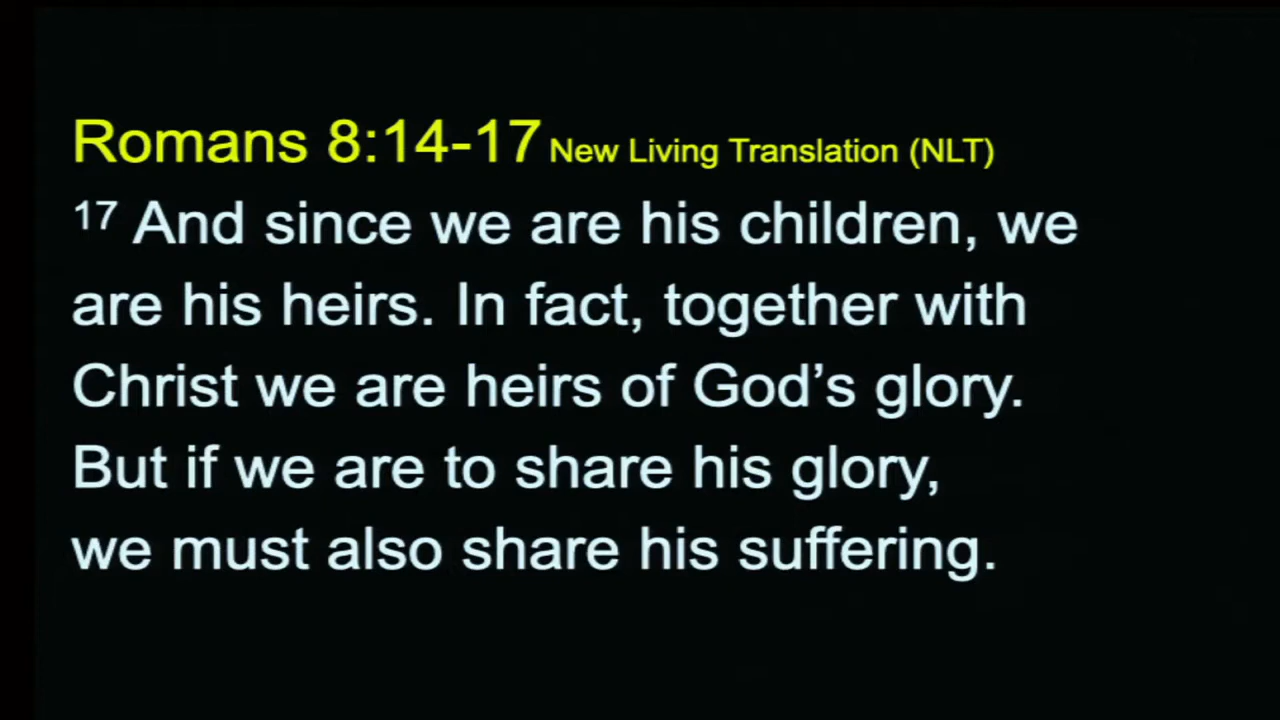 Romans 8:14-17 New Living Translation (NLT)
17 And since we are his children, we
are his heirs. In fact, together with
Christ we are heirs of God’s glory.
But if we are to share his glory,
we must also share his suffering.